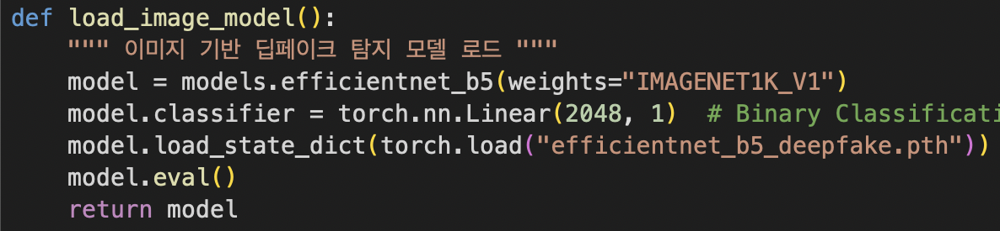 def load_image_model():
    """ 이미지 기반 딥페이크 탐지 모델 로드 """
    model = models.efficientnet_b5(weights="IMAGENET1K_V1")
    model.classifier = torch.nn.Linear(2048, 1)  # Binary Classificati
    model.load_state_dict(torch.load("efficientnet_b5_deepfake.pth"))
    model.eval()
    return model